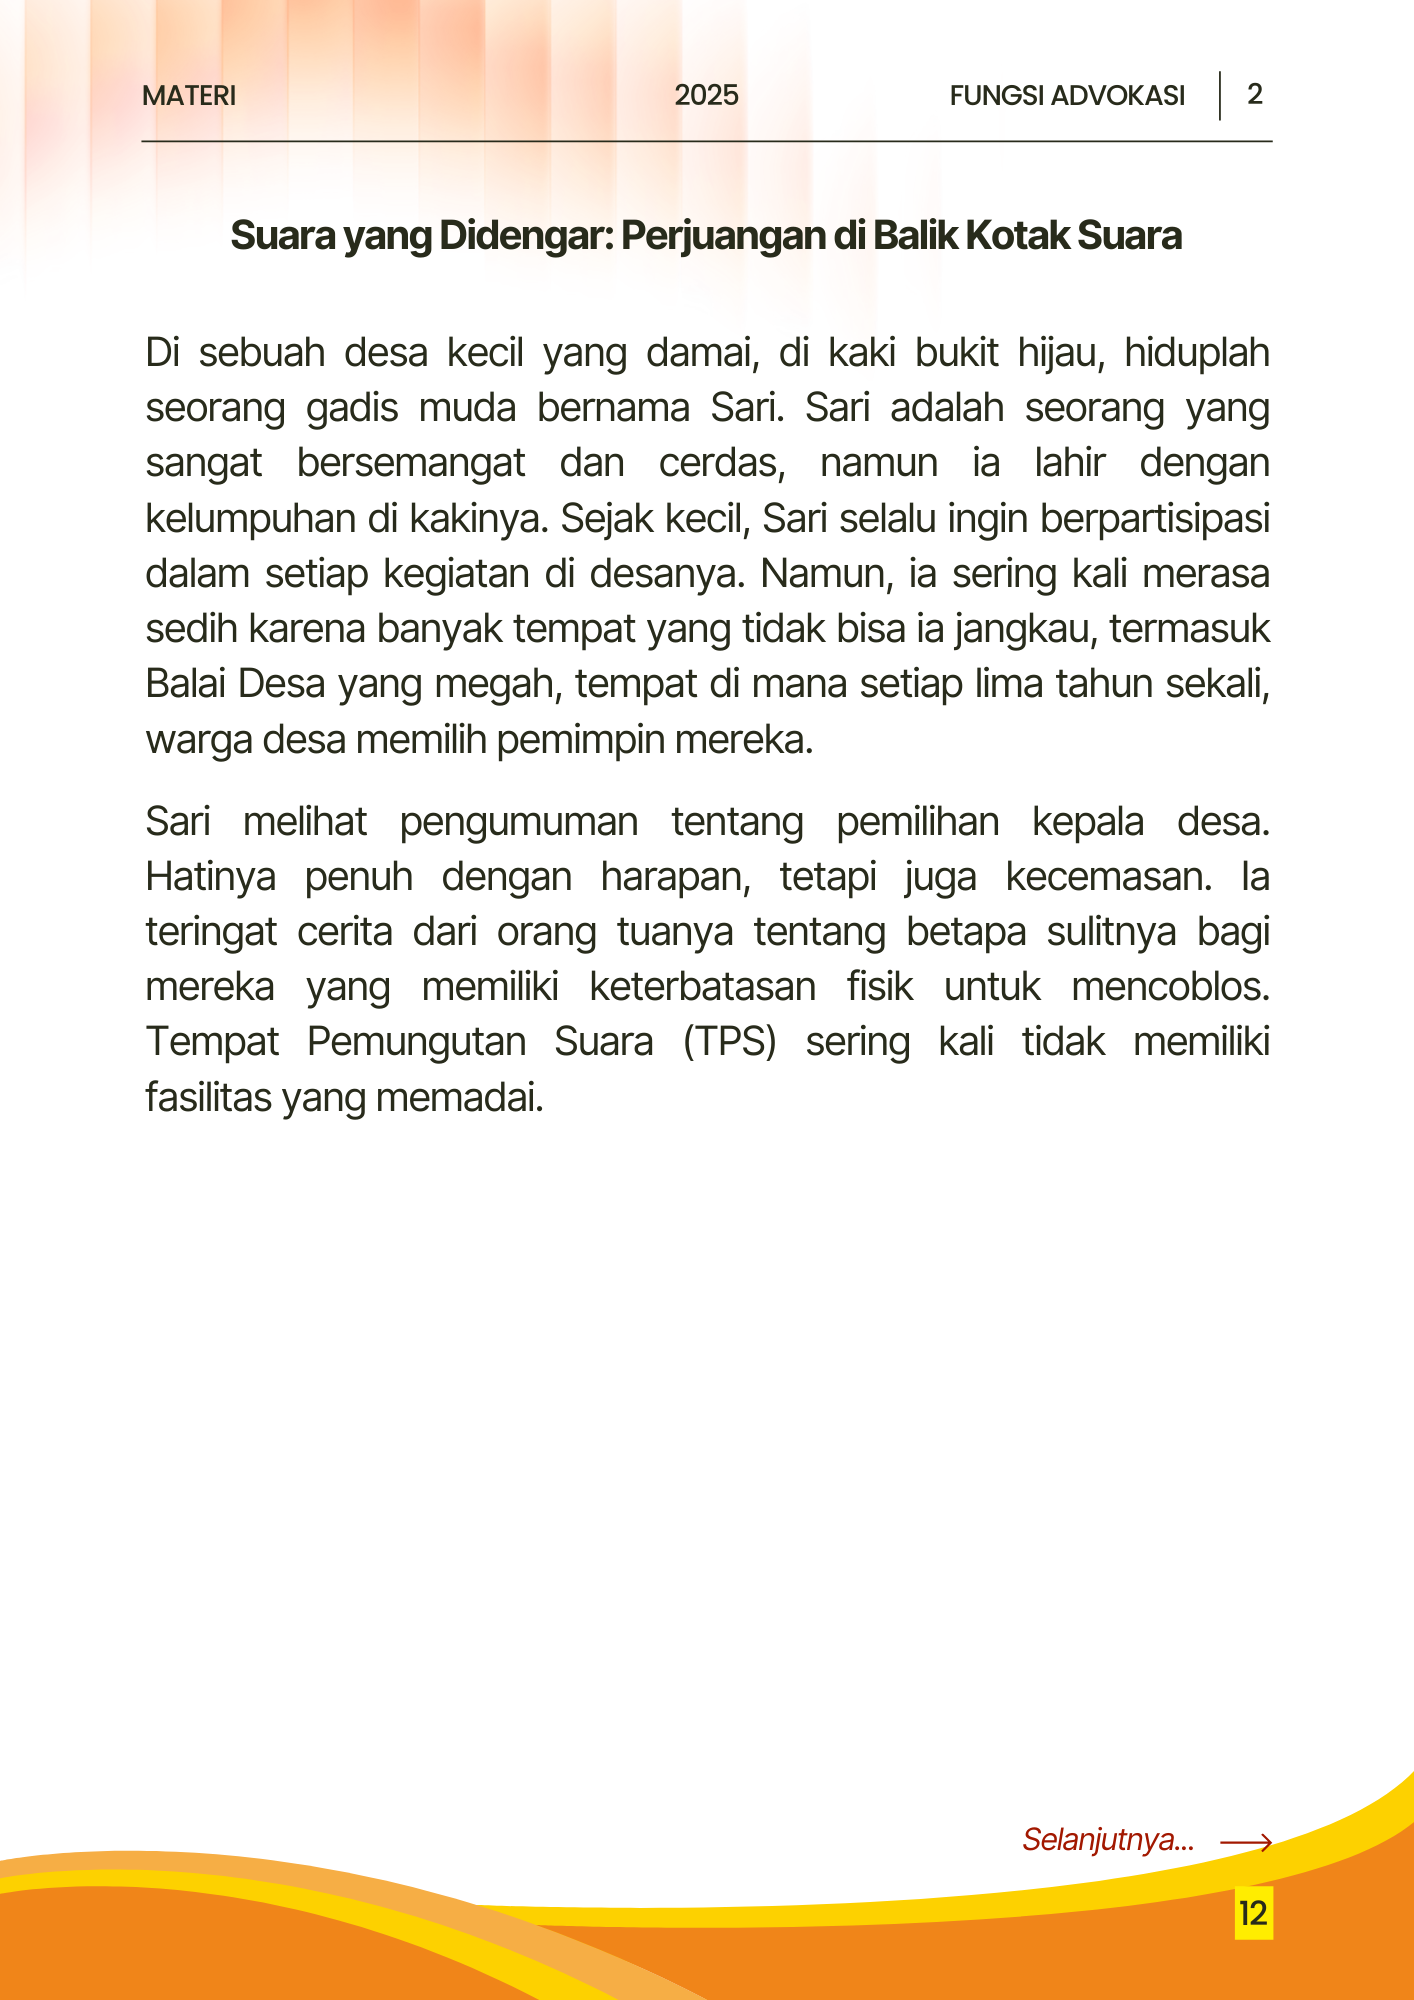 MATERI 2025 FUNGSI ADVOKASI 2
Suara yang Didengar: Perjuangan di Balik Kotak Suara
Di sebuah desa kecil yang damai, di kaki bukit hijau, hiduplah
seorang gadis muda bernama Sari. Sari adalah seorang yang
sangat bersemangat dan cerdas, namun ia lahir dengan
kelumpuhan di kakinya. Sejak kecil, Sari selalu ingin berpartisipasi
dalam setiap kegiatan di desanya. Namun, ia sering kali merasa
sedih karena banyak tempat yang tidak bisa ia jangkau, termasuk
Balai Desa yang megah, tempat di mana setiap lima tahun sekali,
warga desa memilih pemimpin mereka.
Sari melihat pengumuman tentang pemilihan kepala desa.
Hatinya penuh dengan harapan, tetapi juga kecemasan. Ia
teringat cerita dari orang tuanya tentang betapa sulitnya bagi
mereka yang memiliki keterbatasan fisik untuk mencoblos.
Tempat Pemungutan Suara (TPS) sering kali tidak memiliki
fasilitas yang memadai.
Selanjutnya...
12